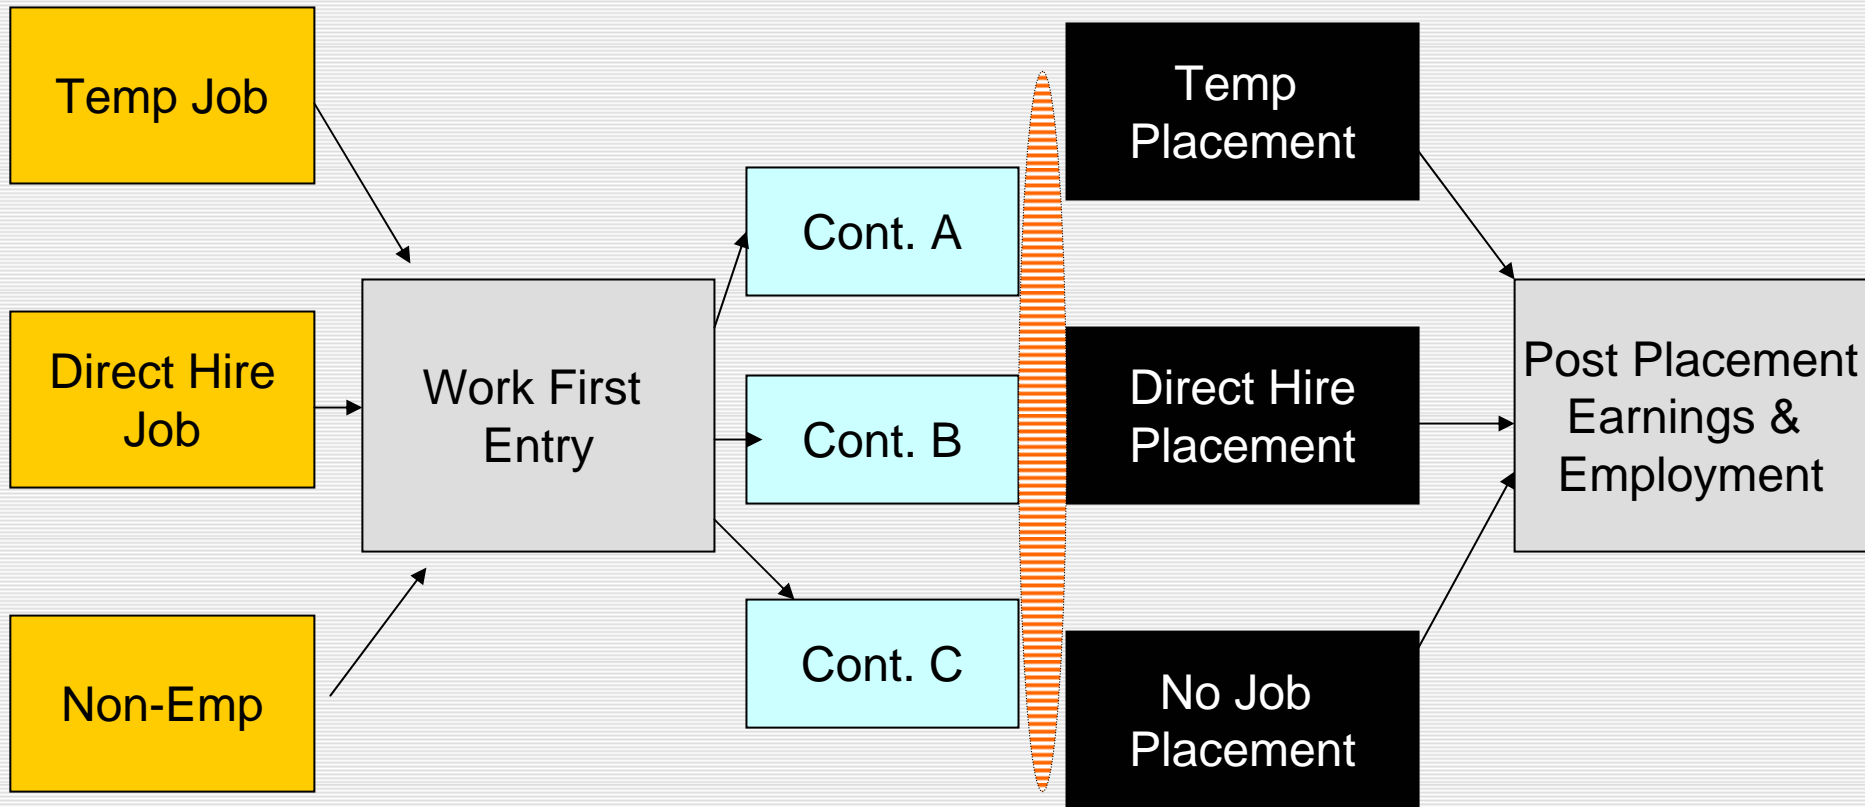 Temp Job
Direct Hire
Job
Non-Emp
Work First
Entry
Cont. A
Cont. B
Cont. C
Temp
Placement
Direct Hire
Placement
No Job
Placement
Post Placement
Earnings &
Employment